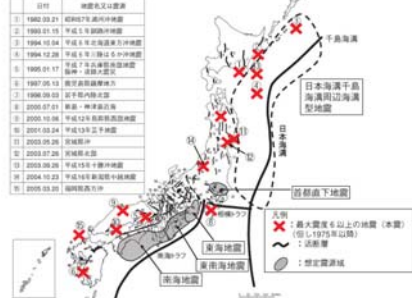 日付 地震名又は震源
① 1982.03.21 昭和57年浦河沖地震
② 1993.01.15 平成5年釧路沖地震
③ 1994.10.04 平成6年北海道東方沖地震
④ 1994.12.28 平成6年三陸はるか沖地震
⑤ 1995.01.17 平成7年兵庫県南部地震
阪神・淡路大震災
⑥ 1997.05.13 鹿児島県薩摩地方
⑦ 1998.09.03 岩手県内陸北部
⑧ 2000.07.01 新島・神津島近海
⑨ 2000.10.06 平成12年鳥取県西部地震
⑩ 2001.03.24 平成13年芸予地震
⑪ 2003.05.26 宮城県沖
⑫ 2003.07.26 宮城県北部
⑬ 2003.09.26 平成15年十勝沖地震
⑭ 2004.10.23 平成16年新潟県中越地震
⑮ 2005.03.20 福岡県西方沖
千島海溝
日本海溝千島
海溝周辺海溝
型地震
日本海溝
⑪
⑫
⑭
首都直下地震
相模トラフ
⑨
⑧
東海地震
東南海地震
南海トラフ
南海地震
凡例
:最大震度6以上の地震(本震)
(但し1975年以降)
:活断層
:想定震源域